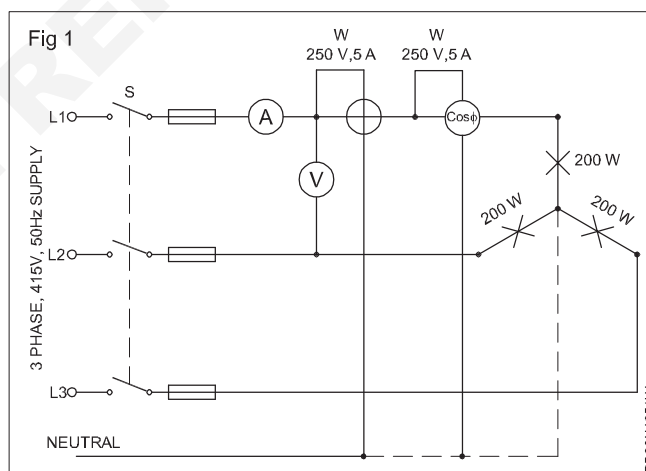 Fig 1
W
250 V,5 A
W
250 V,5 A
S
L1
A
Cosϕ
200 W
V
200 W
200 W
L2
3 PHASE, 415V, 50Hz SUPPLY
L3
NEUTRAL